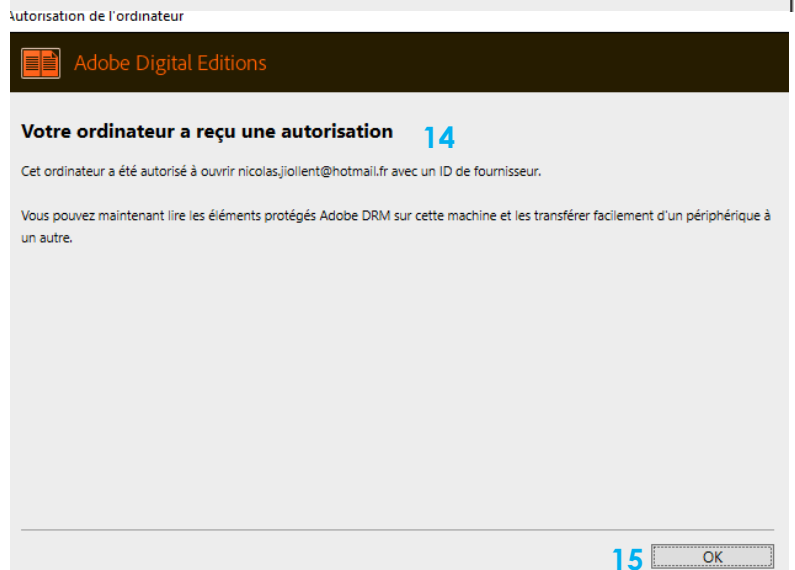 Autorisation de l'ordinateur
Adobe Digital Editions
Votre ordinateur a reçu une autorisation 14
Cet ordinateur a été autorisé à ouvrir nicolas.jiollent@hotmail.fr avec un ID de fournisseur.
Vous pouvez maintenant lire les éléments protégés Adobe DRM sur cette machine et les transférer facilement d'un périphérique à
un autre.
15 OK